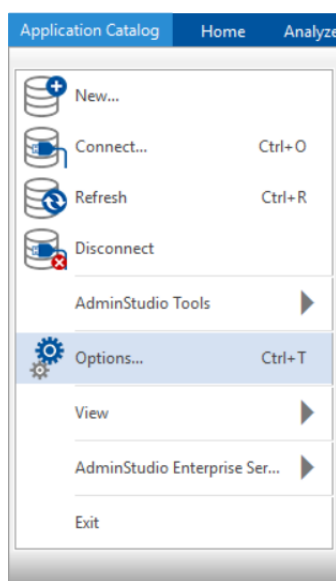 Application Catalog Home Analyze
New...
Connect... Ctrl+O
Refresh Ctrl+R
Disconnect
AdminStudio Tools
Options... Ctrl+T
View
AdminStudio Enterprise Ser...
Exit